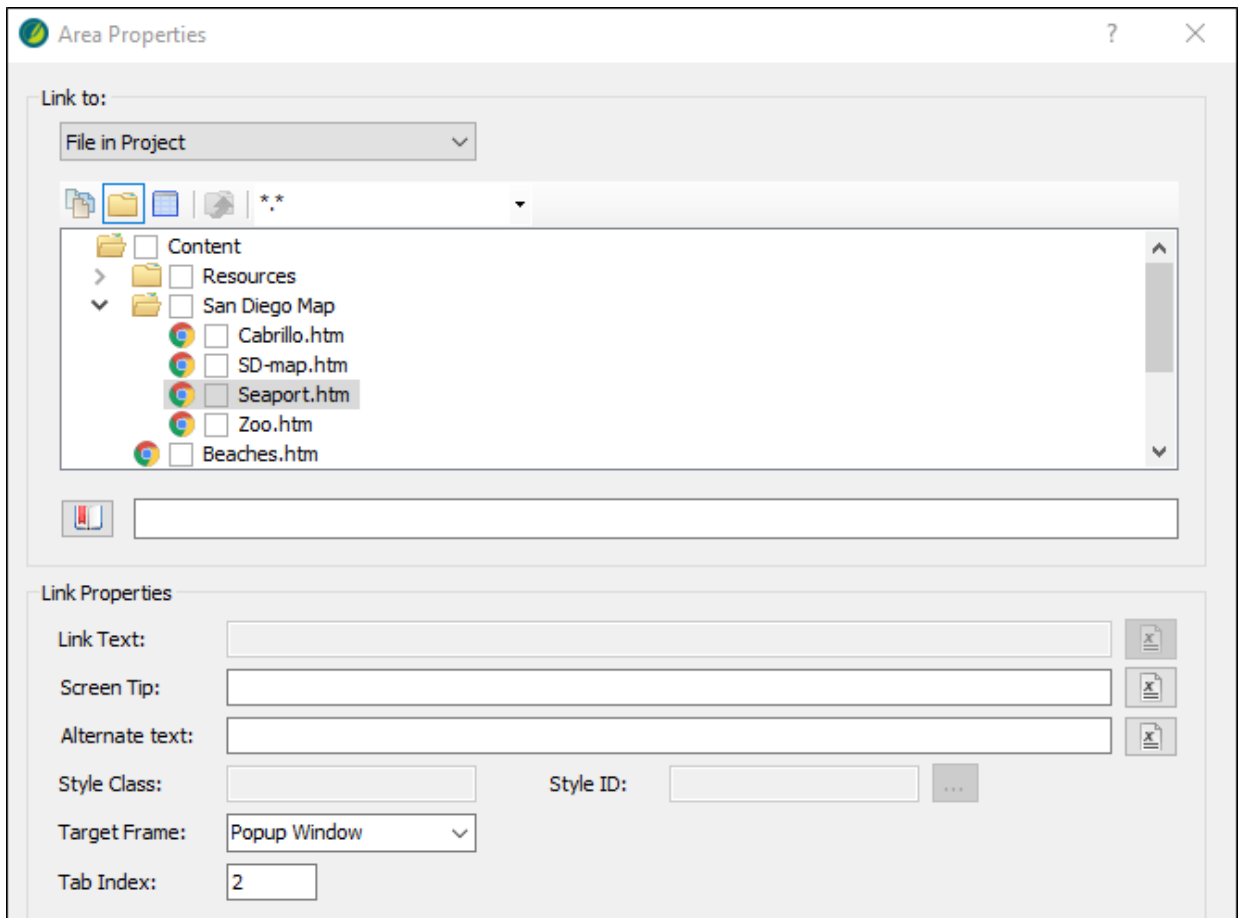 Area Properties ?
Link to:
File in Project
*.*
Content
Resources
San Diego Map
Cabrillo.htm
SD-map.htm
Seaport.htm
Zoo.htm
Beaches.htm
Link Properties
Link Text: x
Screen Tip: x
Alternate text: x
Style Class: Style ID: ...
Target Frame: Popup Window
Tab Index: 2